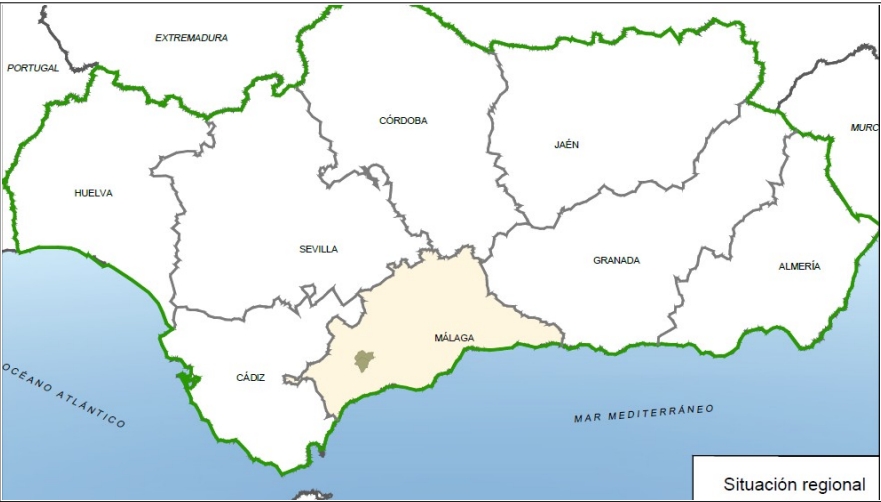 EXTREMADURA
PORTUGAL
CÓRDOBA
MURC
JAÉN
HUELVA
SEVILLA
GRANADA
ALMERÍA
MÁLAGA
CÁDIZ
OCÉANO ATLÁNTICO
MAR MEDITERRÁNEO
Situación regional